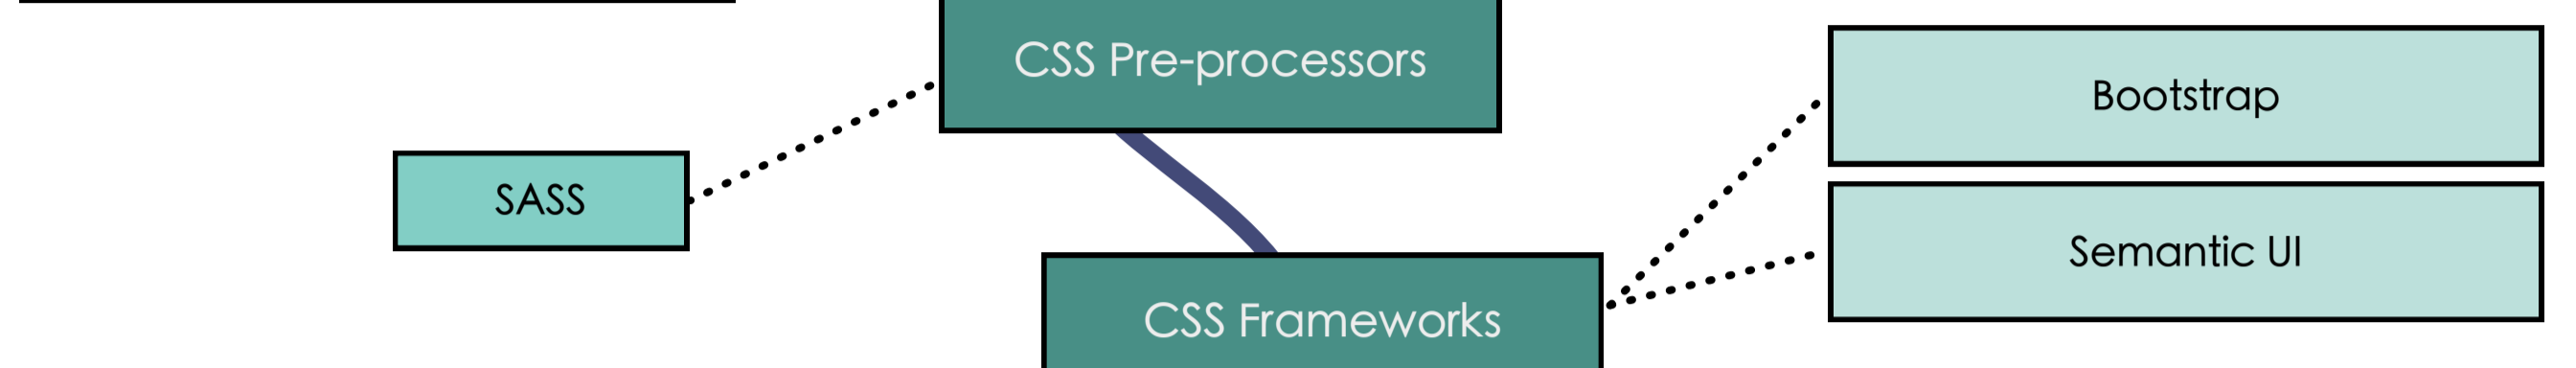 CSS Pre-processors
Bootstrap
SASS
Semantic UI
CSS Frameworks